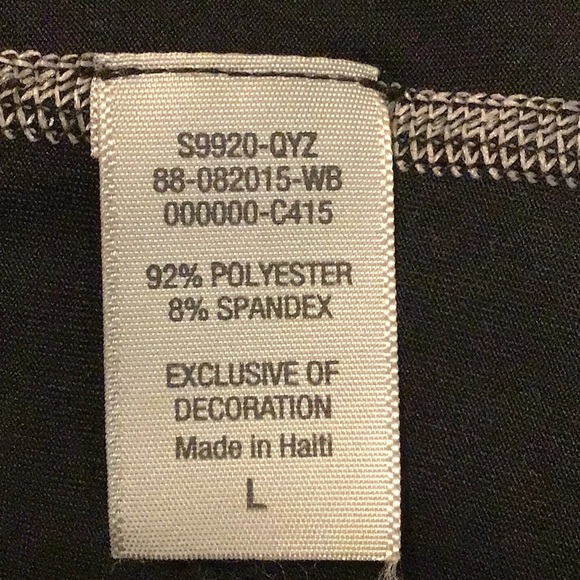 S9920-QYZ
88-082015-WB
000000-C415
92% POLYESTER
8% SPANDEX
EXCLUSIVE OF
DECORATION
Made in Haiti
L